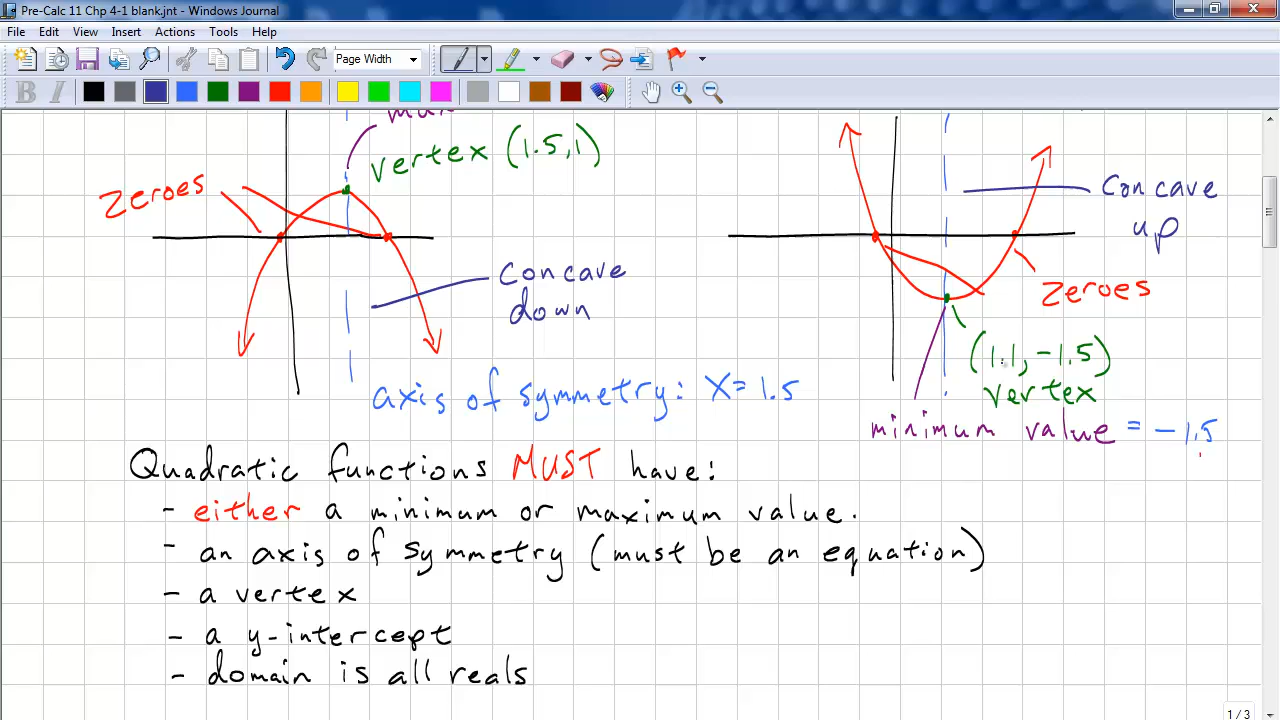 Pre-Calc 11 Chp 4-1 blank.jnt - Windows Journal
File Edit View Insert Actions Tools Help
Page Width
B I
vertex (1.5,1)
zeroes
concave
down
axis of symmetry: X = 1.5
concave
up
zeroes
(1.1, -1.5)
vertex
minimum value = -1.5
Quadratic functions MUST have:
- either a minimum or maximum value.
- an axis of symmetry (must be an equation)
- a vertex
- a y-intercept
- domain is all reals
1 / 3